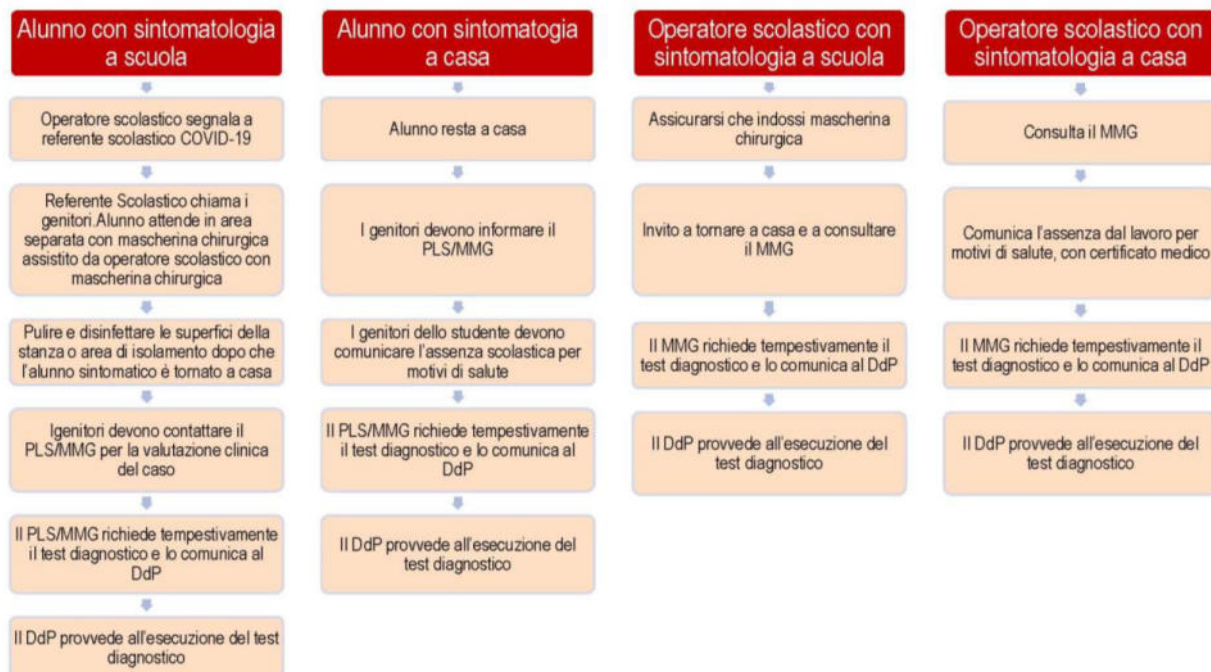 Alunno con sintomatologia
a scuola
Operatore scolastico segnala a
referente scolastico COVID-19
Referente Scolastico chiama i
genitori.Alunno attende in area
separata con mascherina chirurgica
assistito da operatore scolastico con
mascherina chirurgica
Pulire e disinfettare le superfici della
stanza o area di isolamento dopo che
l'alunno sintomatico è tornato a casa
Igenitori devono contattare il
PLS/MMG per la valutazione clinica
del caso
Il PLS/MMG richiede tempestivamente
il test diagnostico e lo comunica al
DdP
Il DdP provvede all'esecuzione del test
diagnostico
Alunno con sintomatogia
a casa
Alunno resta a casa
I genitori devono informare il
PLS/MMG
I genitori dello studente devono
comunicare l'assenza scolastica per
motivi di salute
Il PLS/MMG richiede tempestivamente
il test diagnostico e lo comunica al
DdP
Il DdP provvede all'esecuzione del
test diagnostico
Operatore scolastico con
sintomatologia a scuola
Assicurarsi che indossi mascherina
chirurgica
Invito a tornare a casa e a consultare
il MMG
Il MMG richiede tempestivamente il
test diagnostico e lo comunica al DdP
Il DdP provvede all'esecuzione del
test diagnostico
Operatore scolastico con
sintomatologia a casa
Consulta il MMG
Comunica l'assenza dal lavoro per
motivi di salute, con certificato medico
Il MMG richiede tempestivamente il
test diagnostico e lo comunica al DdP
Il DdP provvede all'esecuzione del
test diagnostico